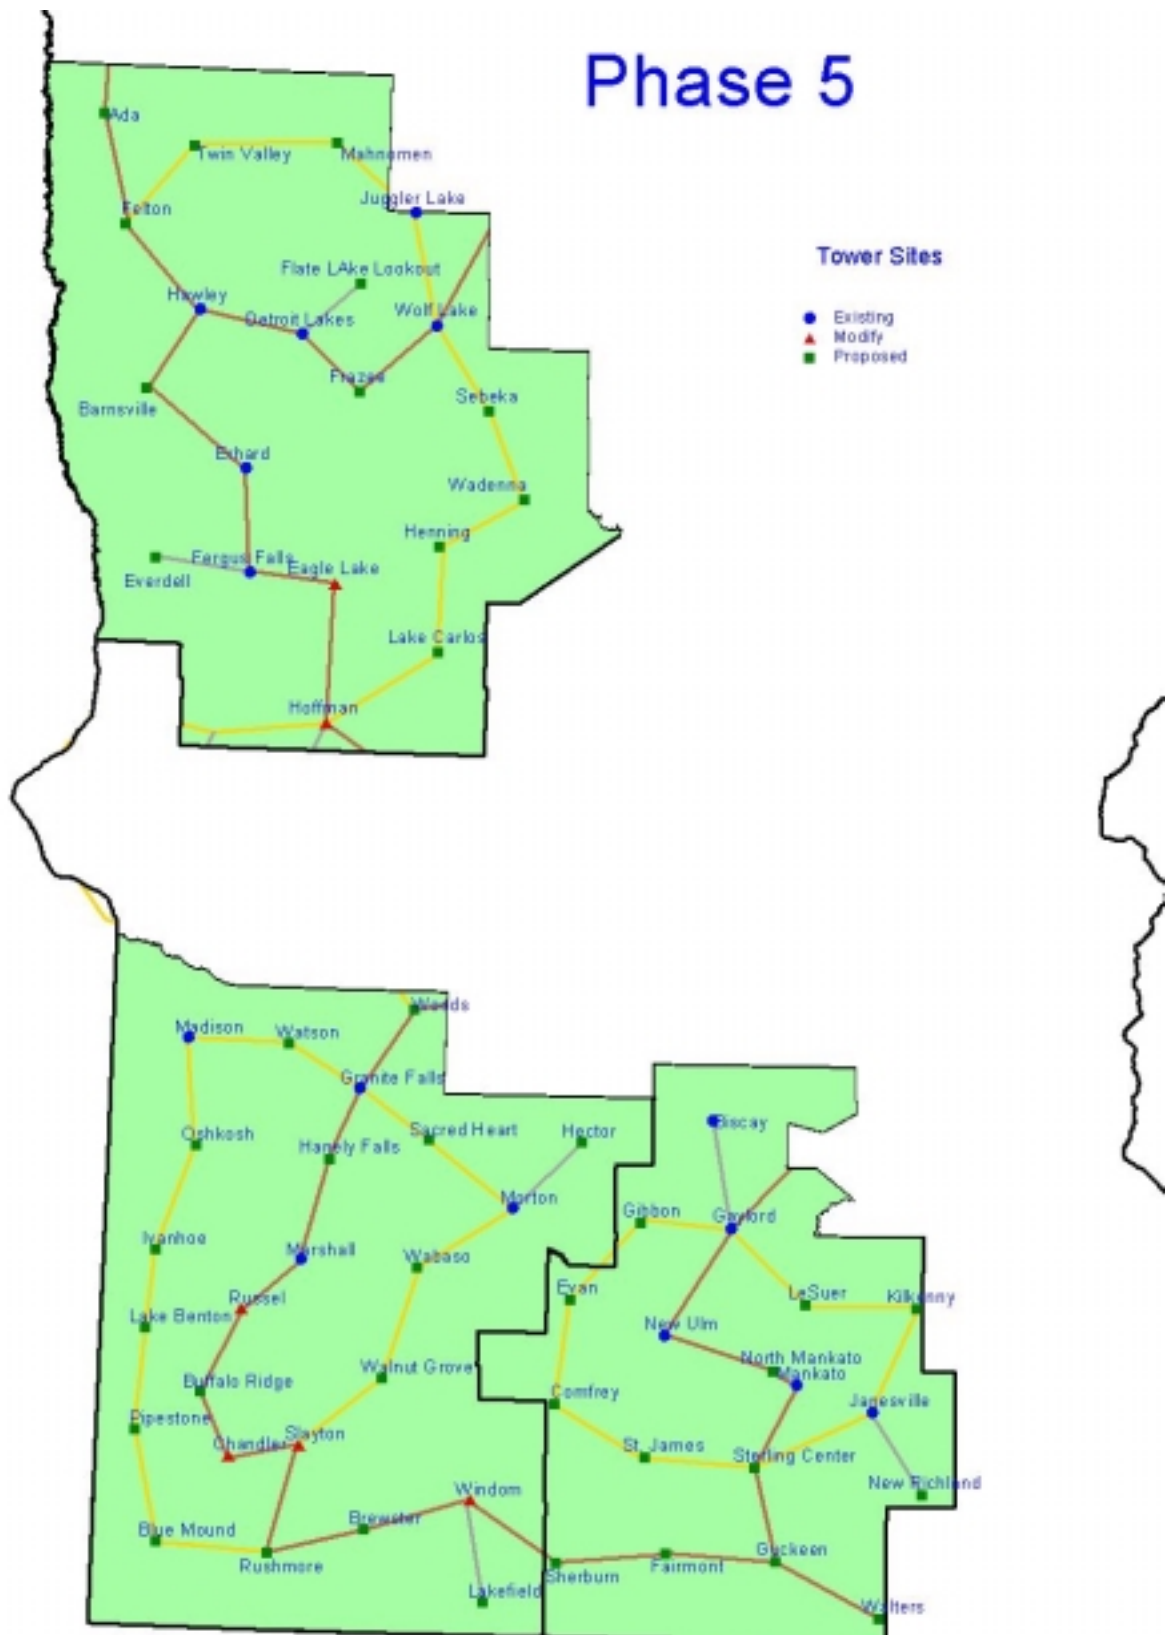 Phase 5
Ada
Twin Valley
Mahnomen
Juggler Lake
Felton
Tower Sites
Flate LAke Lookout
Hawley
Detroit Lakes
Wolf Lake
Existing
Modify
Proposed
Frazee
Barnsville
Sebeka
Erhard
Wadenna
Henning
Fergus Falls
Eagle Lake
Everdell
Lake Carlos
Hoffman
Woods
Madison
Watson
Granite Falls
Oshkosh
Hanely Falls
Sacred Heart
Hector
Biscay
Morton
Gibbon
Gaylord
Ivanhoe
Marshall
Wabaso
Evan
LeSuer
Kilkenny
Russel
Lake Benton
New Ulm
North Mankato
Mankato
Walnut Grove
Buffalo Ridge
Comfrey
Janesville
Pipestone
Chandler
Slayton
St. James
Sterling Center
New Richland
Windom
Blue Mound
Brewster
Rushmore
Lakefield
Sherburn
Fairmont
Guckeen
Walters